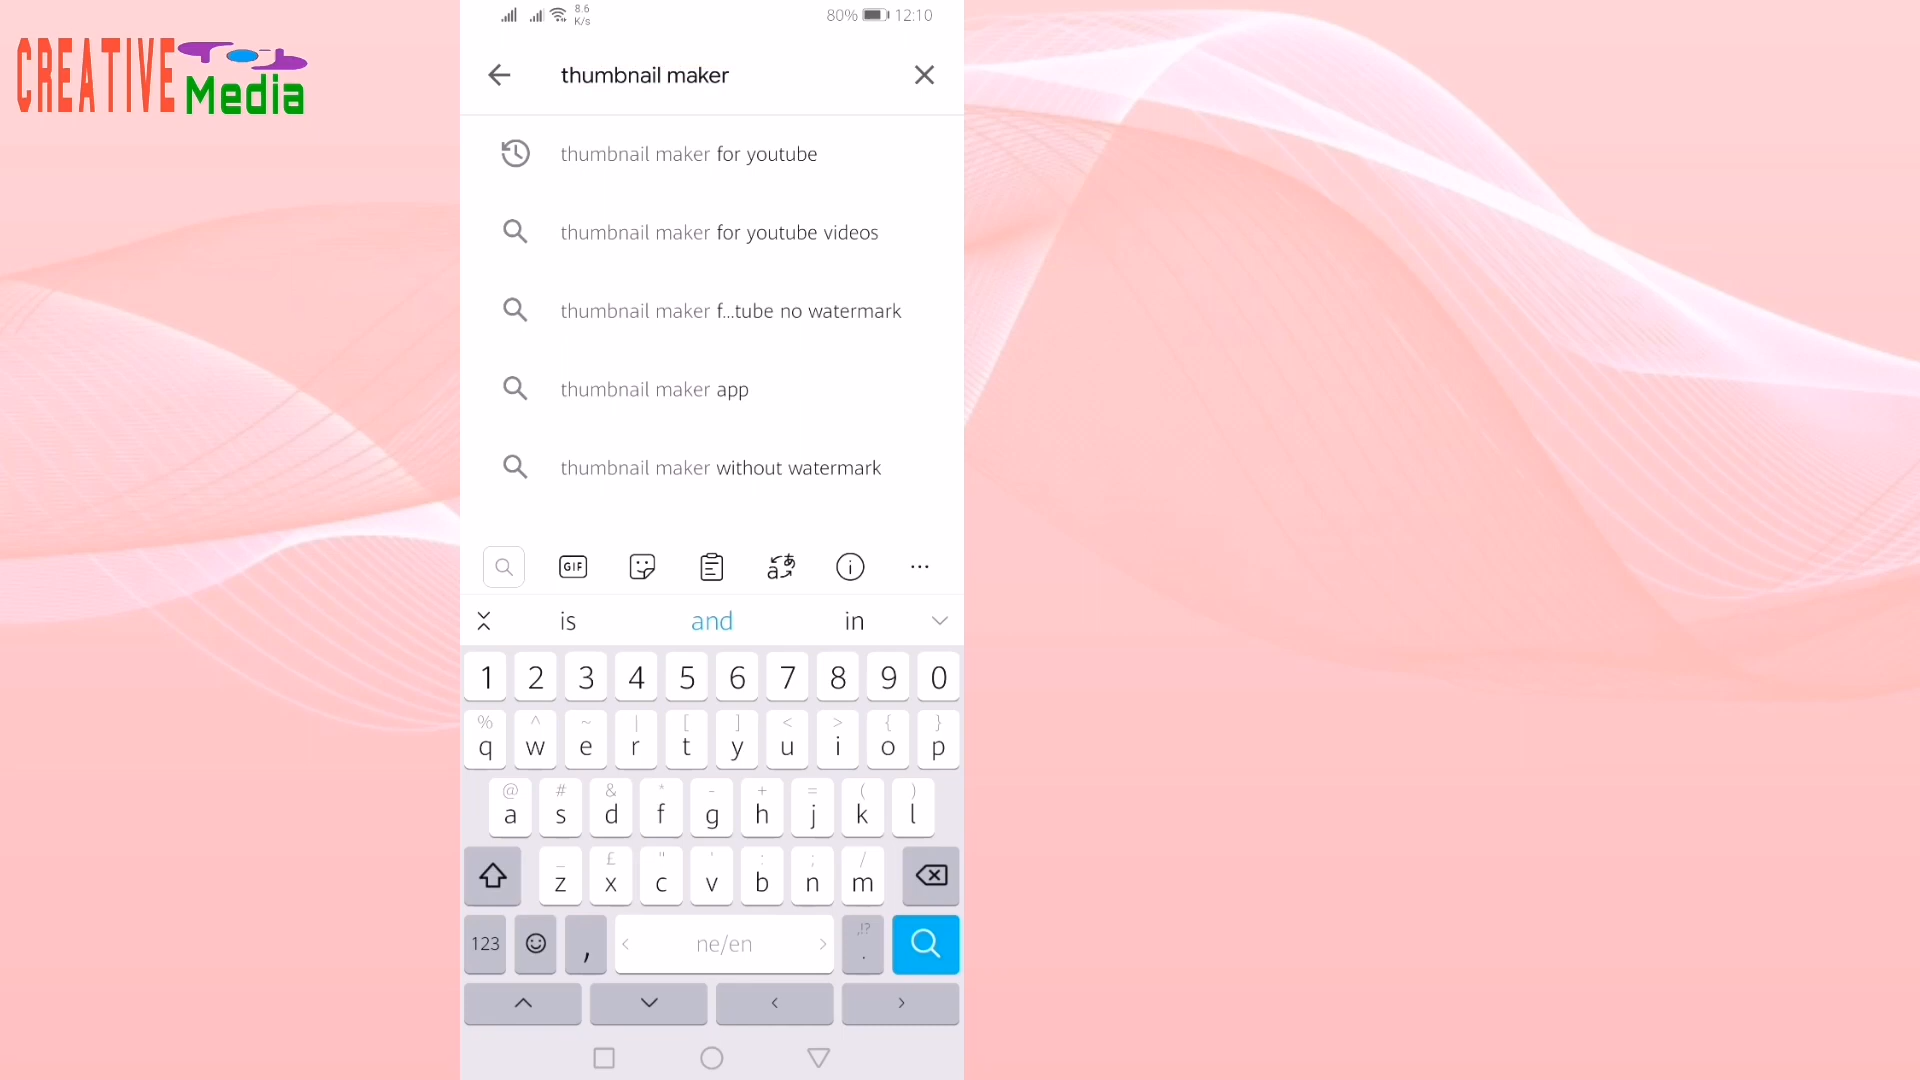 CREATIVE Tech
Media
8.6
K/s
80% 12:10
thumbnail maker
thumbnail maker for youtube
thumbnail maker for youtube videos
thumbnail maker f...tube no watermark
thumbnail maker app
thumbnail maker without watermark
GIF
is and in
1 2 3 4 5 6 7 8 9 0
% ^ ~ | [ ] < > { }
q w e r t y u i o p
@ # & * - + = ( )
a s d f g h j k l
_ £ " ' : ; /
z x c v b n m
123 , ne/en ,!? .